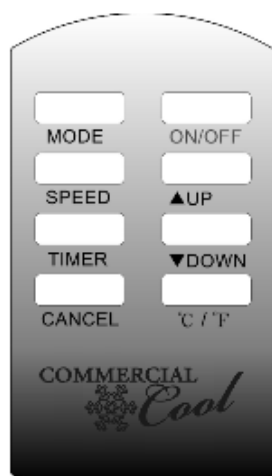 MODE ON/OFF
SPEED ▲UP
TIMER ▼DOWN
CANCEL ℃ / ℉
COMMERCIAL
Cool